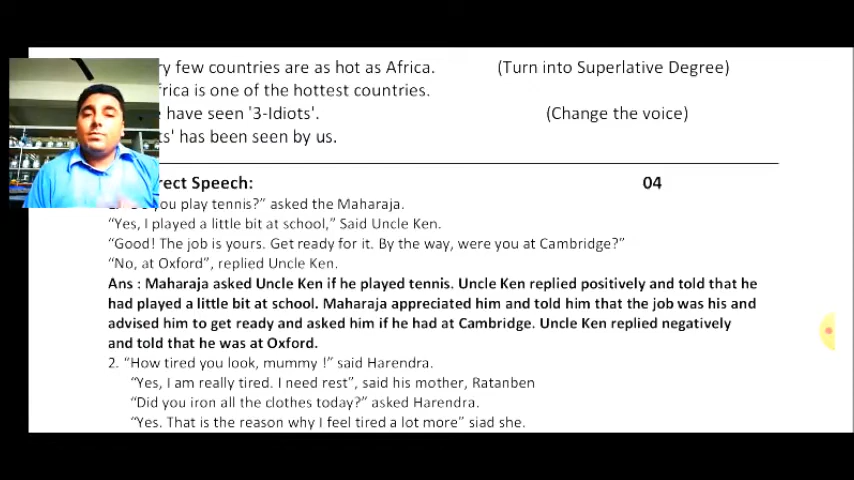 ry few countries are as hot as Africa. (Turn into Superlative Degree)
frica is one of the hottest countries.
have seen '3-Idiots'. (Change the voice)
ts' has been seen by us.
rect Speech: 04
you play tennis?” asked the Maharaja.
“Yes, I played a little bit at school,” Said Uncle Ken.
“Good! The job is yours. Get ready for it. By the way, were you at Cambridge?”
“No, at Oxford”, replied Uncle Ken.
Ans : Maharaja asked Uncle Ken if he played tennis. Uncle Ken replied positively and told that he
had played a little bit at school. Maharaja appreciated him and told him that the job was his and
advised him to get ready and asked him if he had at Cambridge. Uncle Ken replied negatively
and told that he was at Oxford.
2. “How tired you look, mummy !” said Harendra.
“Yes, I am really tired. I need rest”, said his mother, Ratanben
“Did you iron all the clothes today?” asked Harendra.
“Yes. That is the reason why I feel tired a lot more” siad she.